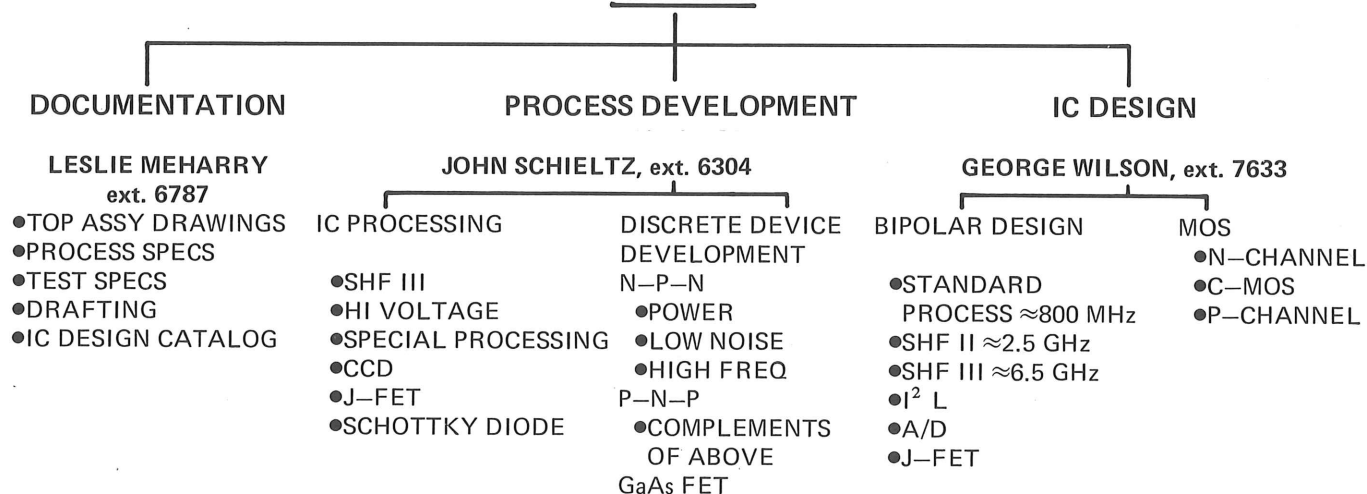 DOCUMENTATION
LESLIE MEHARRY
ext. 6787
●TOP ASSY DRAWINGS
●PROCESS SPECS
●TEST SPECS
●DRAFTING
●IC DESIGN CATALOG
PROCESS DEVELOPMENT
JOHN SCHIELTZ, ext. 6304
IC PROCESSING
●SHF III
●HI VOLTAGE
●SPECIAL PROCESSING
●CCD
●J–FET
●SCHOTTKY DIODE
DISCRETE DEVICE
DEVELOPMENT
N–P–N
●POWER
●LOW NOISE
●HIGH FREQ
P–N–P
●COMPLEMENTS
OF ABOVE
GaAs FET
IC DESIGN
GEORGE WILSON, ext. 7633
BIPOLAR DESIGN
●STANDARD
PROCESS ≈800 MHz
●SHF II ≈2.5 GHz
●SHF III ≈6.5 GHz
●I² L
●A/D
●J–FET
MOS
●N–CHANNEL
●C–MOS
●P–CHANNEL